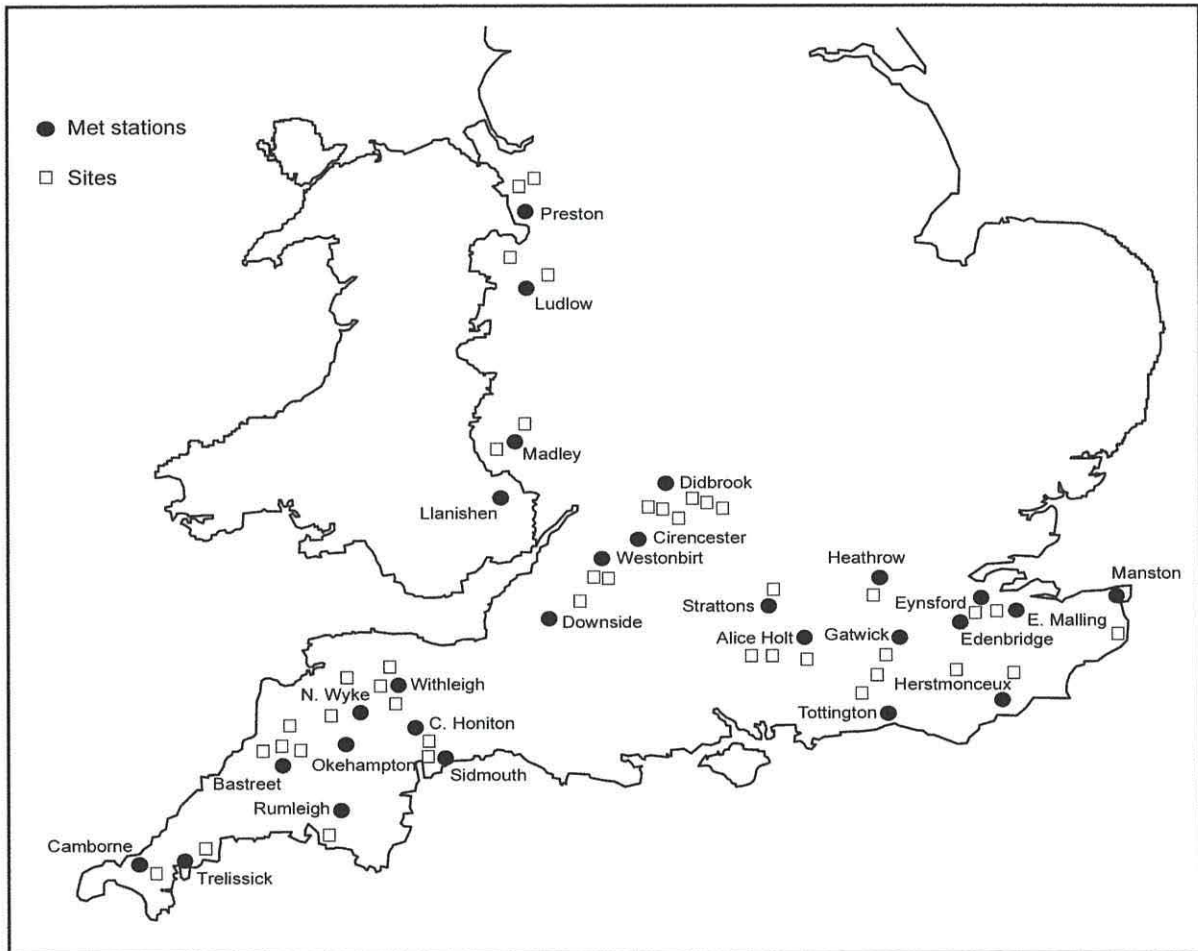 Met stations
Sites
Preston
Ludlow
Madley
Llanishen
Didbrook
Cirencester
Westonbirt
Downside
Heathrow
Manston
Strattons
Eynsford
E. Malling
Edenbridge
Alice Holt
Gatwick
Herstmonceux
Tottington
Withleigh
N. Wyke
C. Honiton
Okehampton
Sidmouth
Bastreet
Rumleigh
Camborne
Trelissick